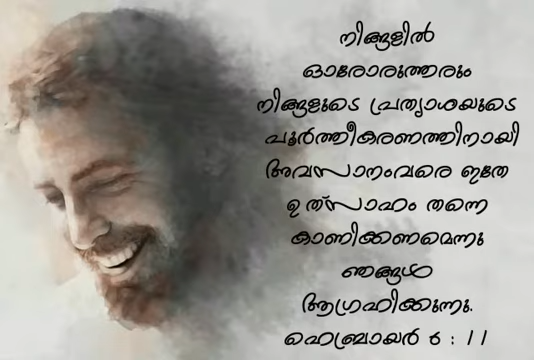 നിങ്ങളിൽ
ഓരോരുത്തരും
നിങ്ങളുടെ പ്രത്യാശയുടെ
പൂർത്തീകരണത്തിനായി
അവസാനംവരെ ഇതേ
ഉത്സാഹം തന്നെ
കാണിക്കണമെന്നു
ഞങ്ങൾ
ആഗ്രഹിക്കുന്നു.
ഹെബ്രായർ 6 : 11